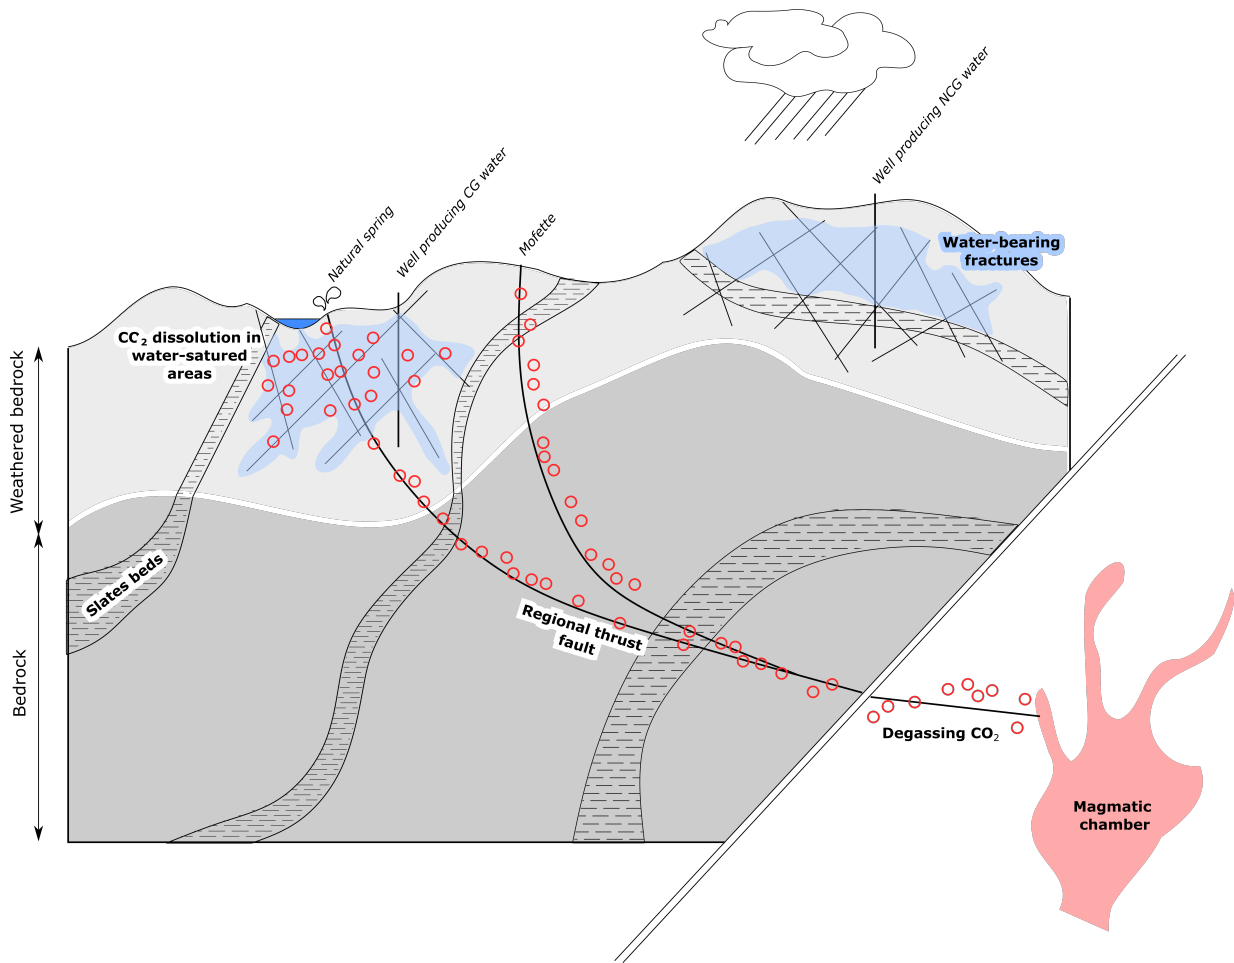 Well producing NCG water
Well producing CG water
Natural spring
Mofette
Water-bearing
fractures
CC₂ dissolution in
water-satured
areas
Weathered bedrock
Slates beds
Regional thrust
fault
Bedrock
Degassing CO₂
Magmatic
chamber